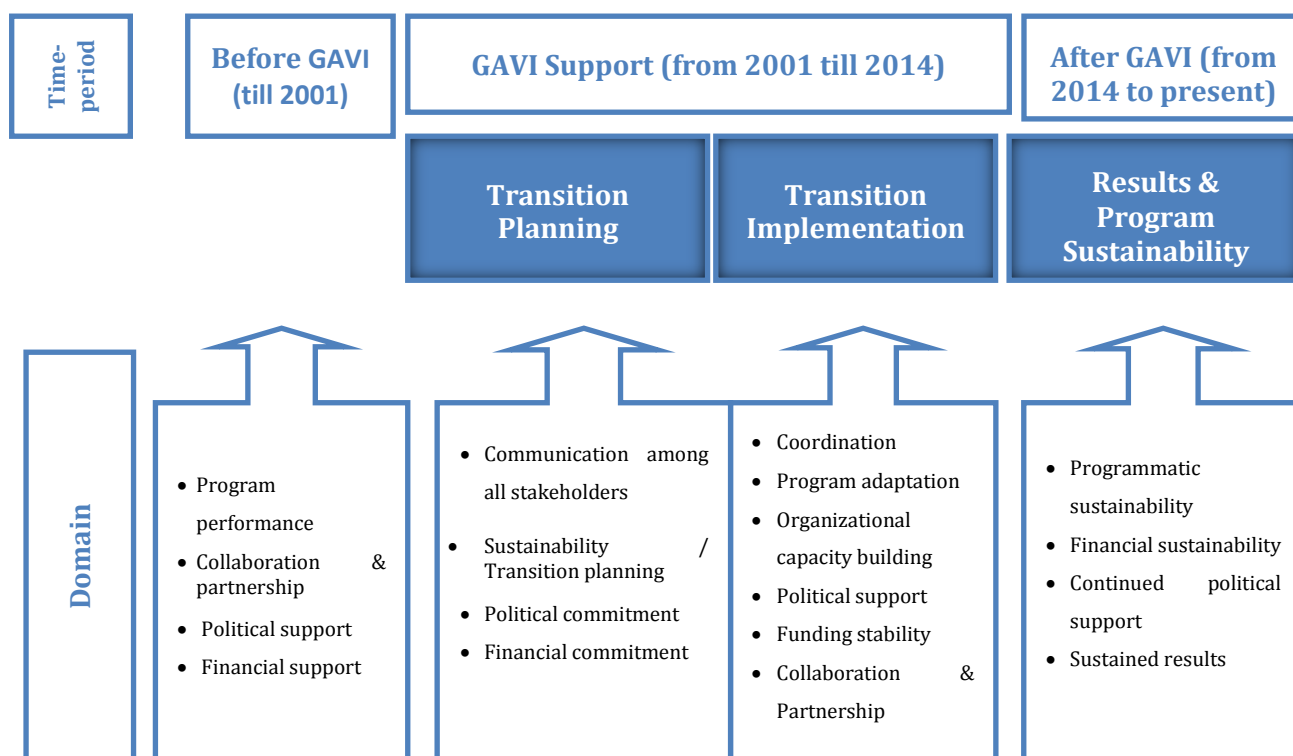 Time-
period
Before GAVI
(till 2001)
GAVI Support (from 2001 till 2014)
After GAVI (from
2014 to present)
Transition
Planning
Transition
Implementation
Results &
Program
Sustainability
Domain
• Program
performance
• Collaboration &
partnership
• Political support
• Financial support
• Communication among
all stakeholders
• Sustainability /
Transition planning
• Political commitment
• Financial commitment
• Coordination
• Program adaptation
• Organizational
capacity building
• Political support
• Funding stability
• Collaboration &
Partnership
• Programmatic
sustainability
• Financial sustainability
• Continued political
support
• Sustained results